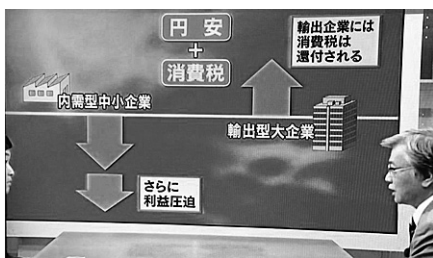 円安
+
消費税
輸出企業には
消費税は
還付される
内需型中小企業
輸出型大企業
さらに
利益圧迫